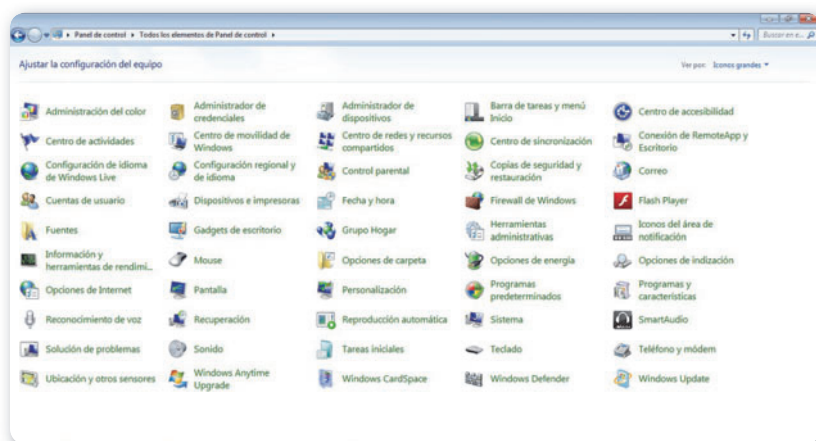 Panel de control ▸ Todos los elementos de Panel de control ▸
Buscar en e...
Ajustar la configuración del equipo
Ver por: Iconos grandes
Administración del color
Administrador de
credenciales
Administrador de
dispositivos
Barra de tareas y menú
Inicio
Centro de accesibilidad
Centro de actividades
Centro de movilidad de
Windows
Centro de redes y recursos
compartidos
Centro de sincronización
Conexión de RemoteApp y
Escritorio
Configuración de idioma
de Windows Live
Configuración regional y
de idioma
Control parental
Copias de seguridad y
restauración
Correo
Cuentas de usuario
Dispositivos e impresoras
Fecha y hora
Firewall de Windows
Flash Player
Fuentes
Gadgets de escritorio
Grupo Hogar
Herramientas
administrativas
Iconos del área de
notificación
Información y
herramientas de rendimi...
Mouse
Opciones de carpeta
Opciones de energía
Opciones de indización
Opciones de Internet
Pantalla
Personalización
Programas
predeterminados
Programas y
características
Reconocimiento de voz
Recuperación
Reproducción automática
Sistema
SmartAudio
Solución de problemas
Sonido
Tareas iniciales
Teclado
Teléfono y módem
Ubicación y otros sensores
Windows Anytime
Upgrade
Windows CardSpace
Windows Defender
Windows Update